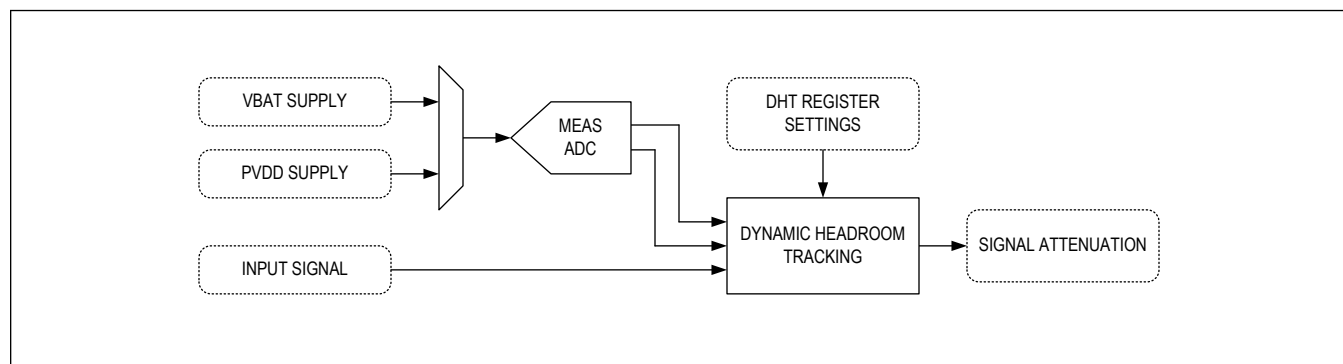 VBAT SUPPLY
PVDD SUPPLY
INPUT SIGNAL
MEAS
ADC
DHT REGISTER
SETTINGS
DYNAMIC HEADROOM
TRACKING
SIGNAL ATTENUATION